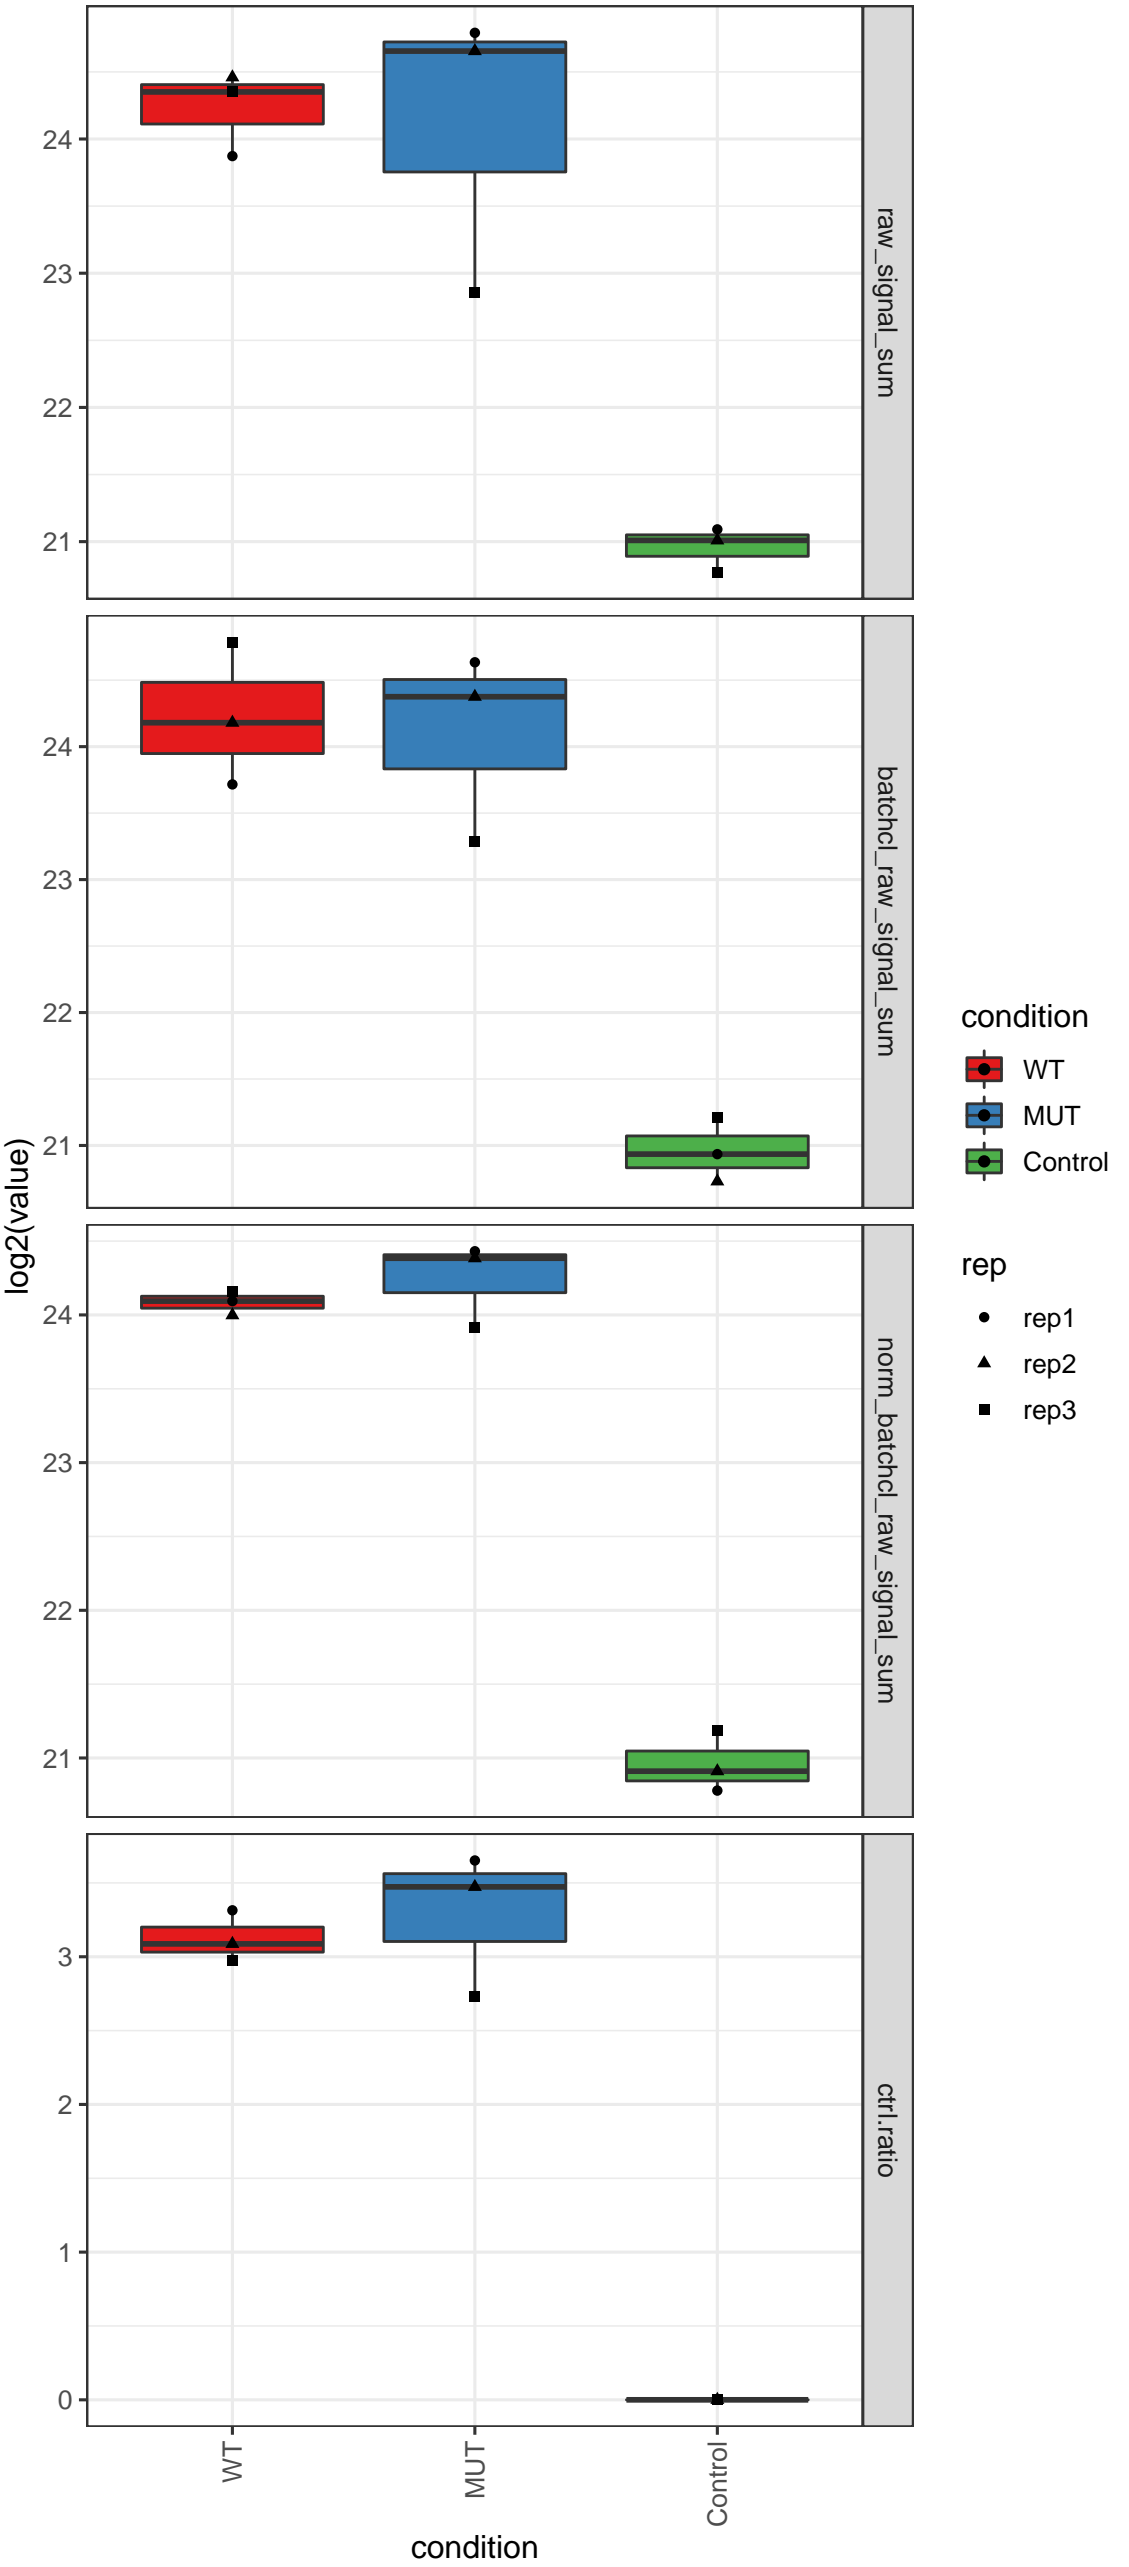 log2(value)
24
23
22
21
raw_signal_sum
24
23
22
21
batchcl_raw_signal_sum
24
23
22
21
norm_batchcl_raw_signal_sum
3
2
1
0
ctrl.ratio
WT
MUT
Control
condition
condition
WT
MUT
Control
rep
rep1
rep2
rep3